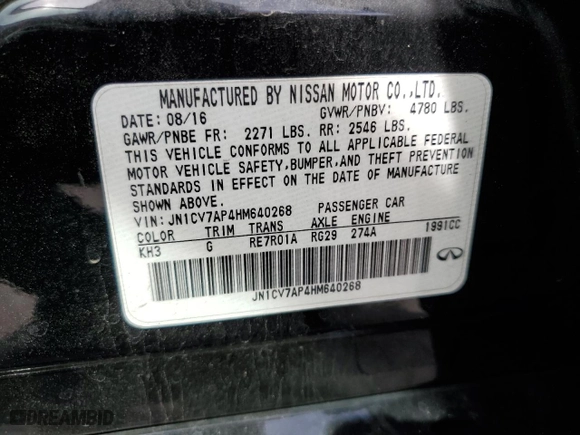 MANUFACTURED BY NISSAN MOTOR CO.,LTD.
DATE: 08/16 GVWR/PNBV: 4780 LBS.
GAWR/PNBE FR: 2271 LBS. RR: 2546 LBS.
THIS VEHICLE CONFORMS TO ALL APPLICABLE FEDERAL
MOTOR VEHICLE SAFETY,BUMPER,AND THEFT PREVENTION
STANDARDS IN EFFECT ON THE DATE OF MANUFACTURE
SHOWN ABOVE.
VIN: JN1CV7AP4HM640268 PASSENGER CAR
COLOR TRIM TRANS AXLE ENGINE
KH3 G RE7R01A RG29 274A 1991CC
JN1CV7AP4HM640268
DREAMBID